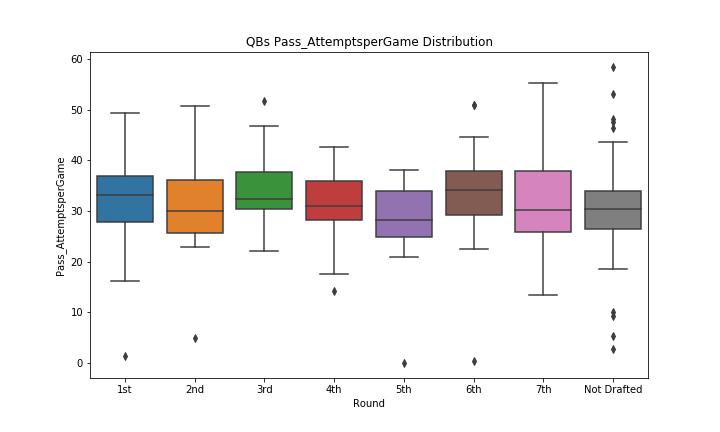 QBs Pass_AttemptsperGame Distribution
Pass_AttemptsperGame
60
50
40
30
20
10
0
1st 2nd 3rd 4th 5th 6th 7th Not Drafted
Round